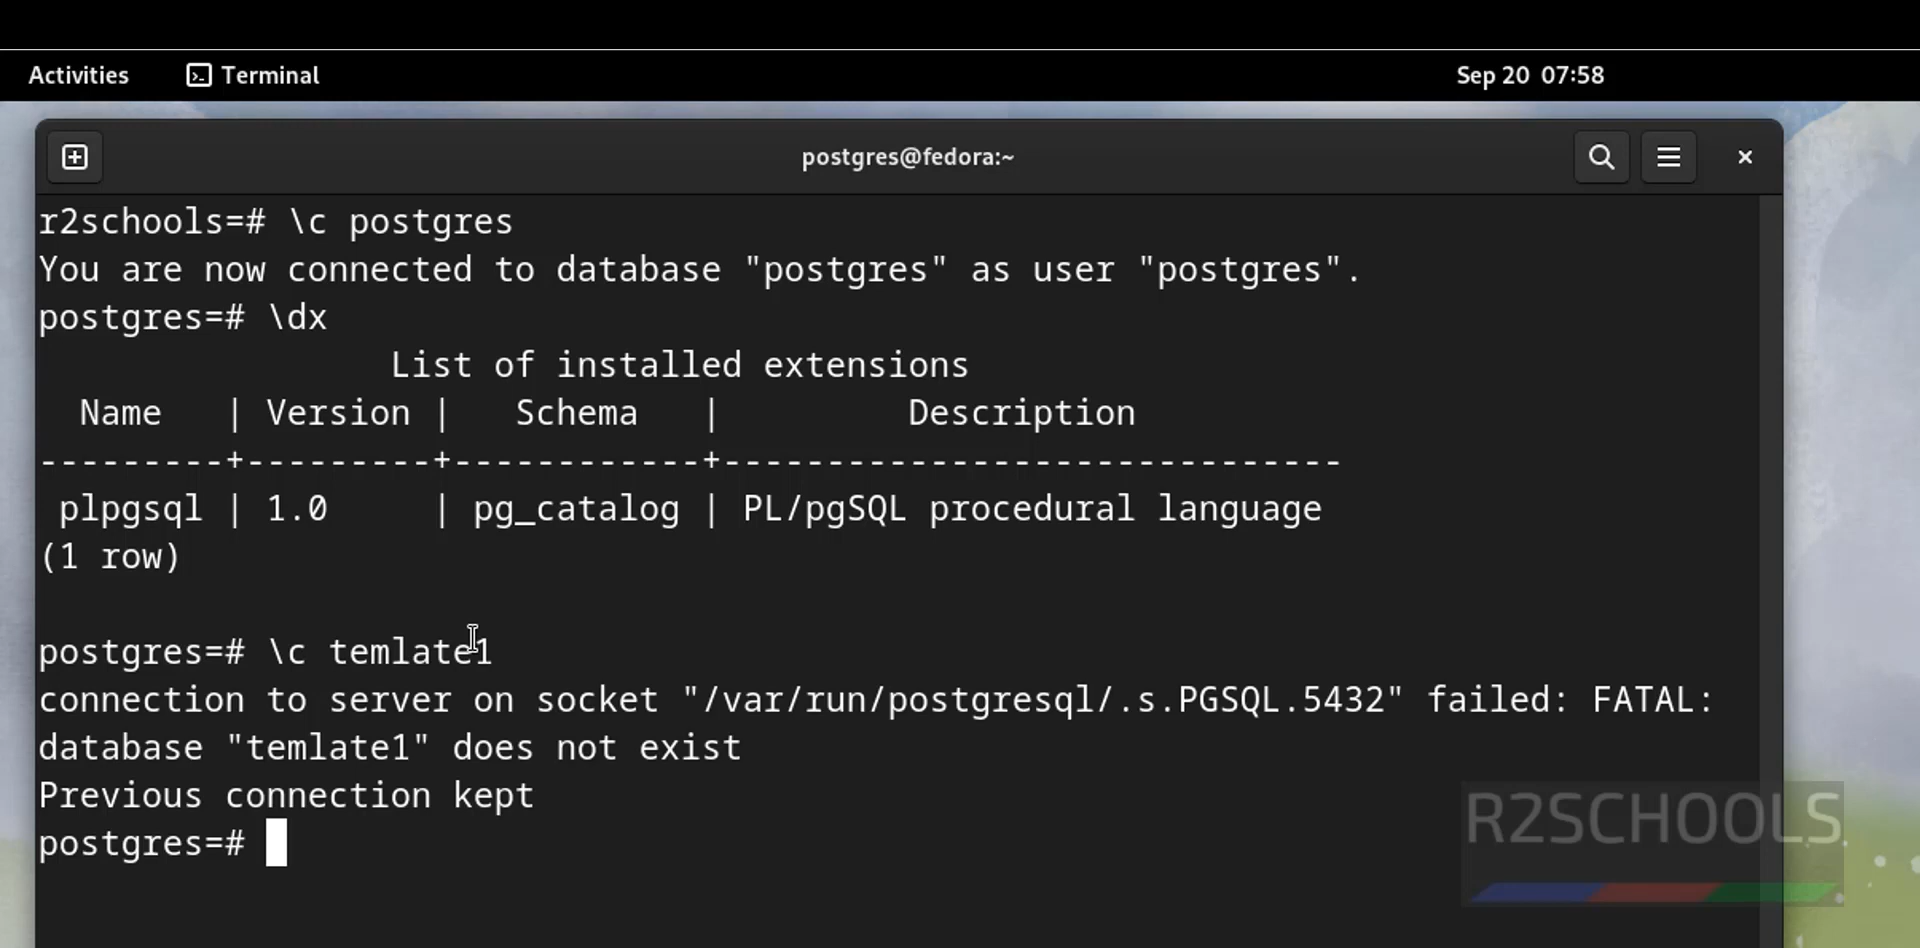 Activities Terminal Sep 20 07:58
postgres@fedora:~
r2schools=# \c postgres
You are now connected to database "postgres" as user "postgres".
postgres=# \dx
List of installed extensions
Name | Version | Schema | Description
---------+---------+------------+------------------------------
plpgsql | 1.0 | pg_catalog | PL/pgSQL procedural language
(1 row)
postgres=# \c temlate1
connection to server on socket "/var/run/postgresql/.s.PGSQL.5432" failed: FATAL:
database "temlate1" does not exist
Previous connection kept
postgres=#
R2SCHOOLS